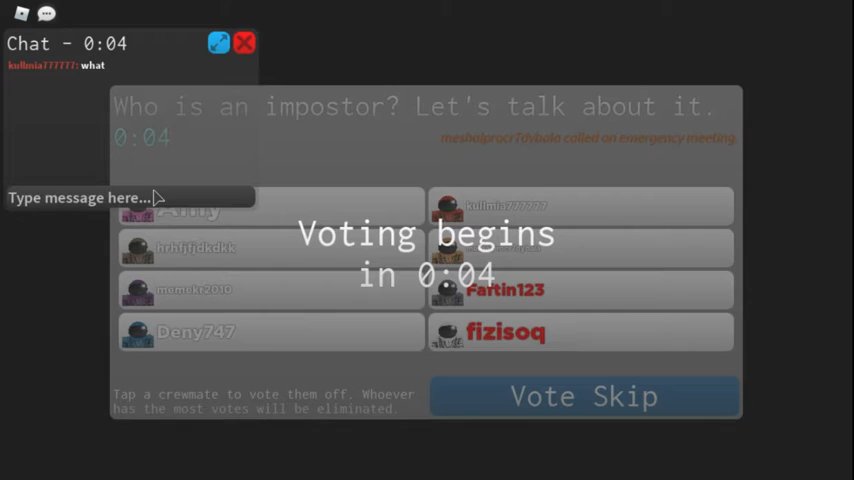 Chat - 0:04
kullmia777777: what
Type message here...
Who is an impostor? Let's talk about it.
0:04
Voting begins
in 0:04
Amy
kullmia777777
hrhfjfjdkdkk
memekr2010
Fartin123
Deny747
fizisoq
Tap a crewmate to vote them off. Whoever
has the most votes will be eliminated.
Vote Skip
called an emergency meeting